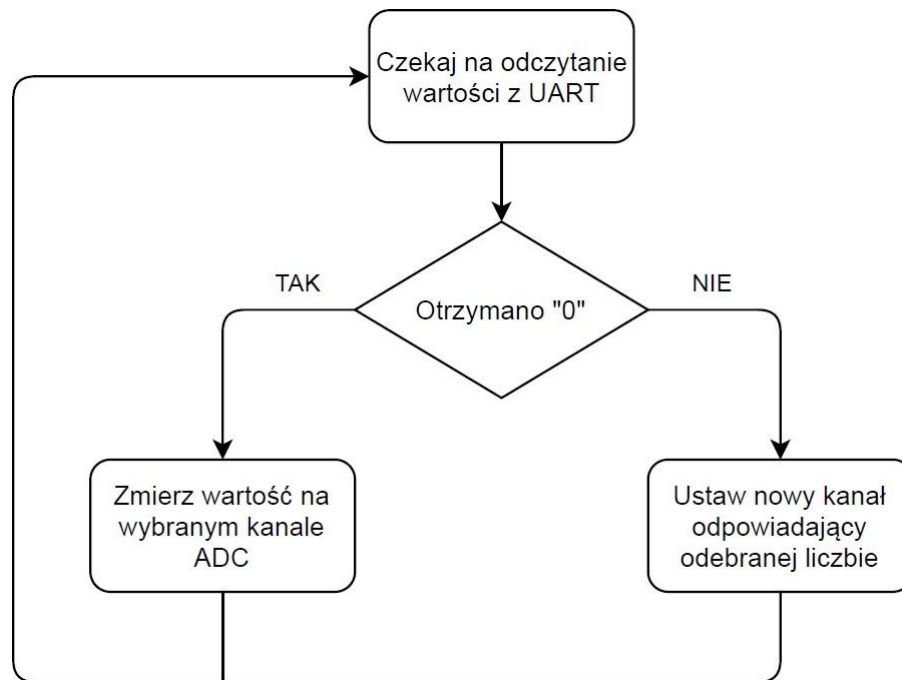 Czekaj na odczytanie
wartości z UART
TAK
NIE
Otrzymano "0"
Zmierz wartość na
wybranym kanale
ADC
Ustaw nowy kanał
odpowiadający
odebranej liczbie